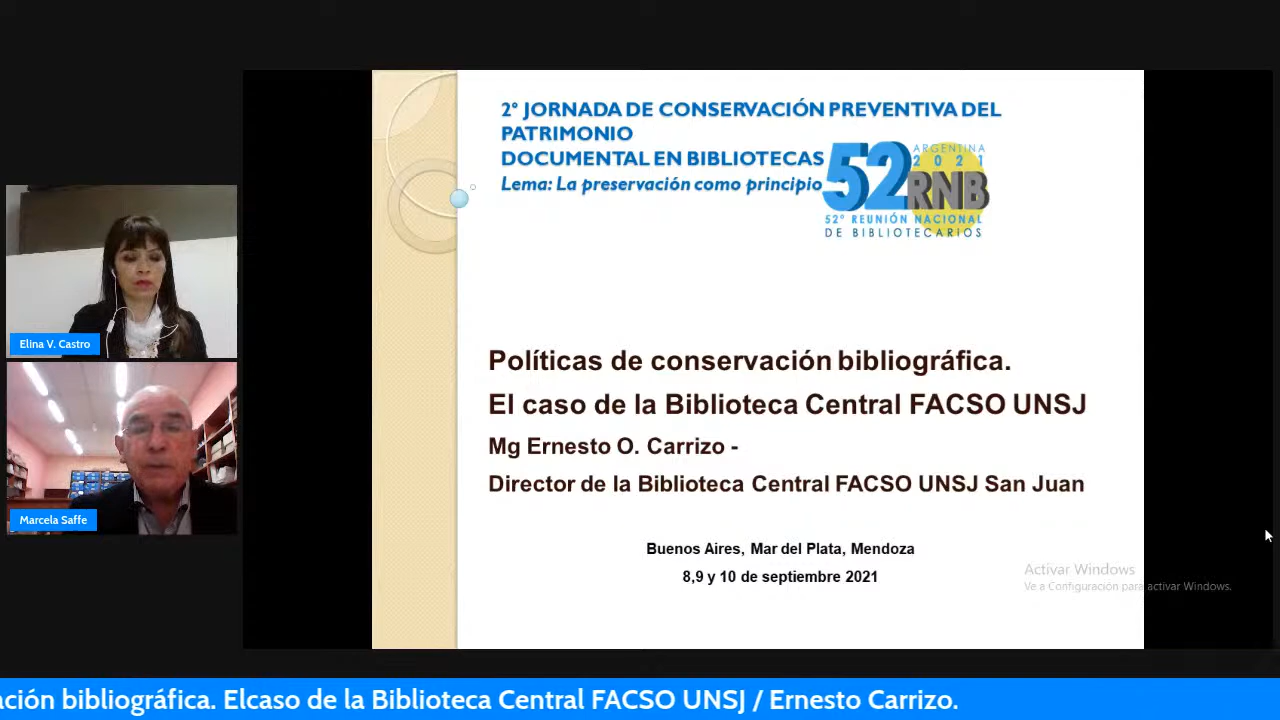 2° JORNADA DE CONSERVACIÓN PREVENTIVA DEL
PATRIMONIO
DOCUMENTAL EN BIBLIOTECAS
Lema: La preservación como principio
52
ARGENTINA
2021
RNB
52° REUNIÓN NACIONAL
DE BIBLIOTECARIOS
Elina V. Castro
Marcela Saffe
Políticas de conservación bibliográfica.
El caso de la Biblioteca Central FACSO UNSJ
Mg Ernesto O. Carrizo -
Director de la Biblioteca Central FACSO UNSJ San Juan
Buenos Aires, Mar del Plata, Mendoza
8,9 y 10 de septiembre 2021
Activar Windows
Ve a Configuración para activar Windows.
ación bibliográfica. Elcaso de la Biblioteca Central FACSO UNSJ / Ernesto Carrizo.